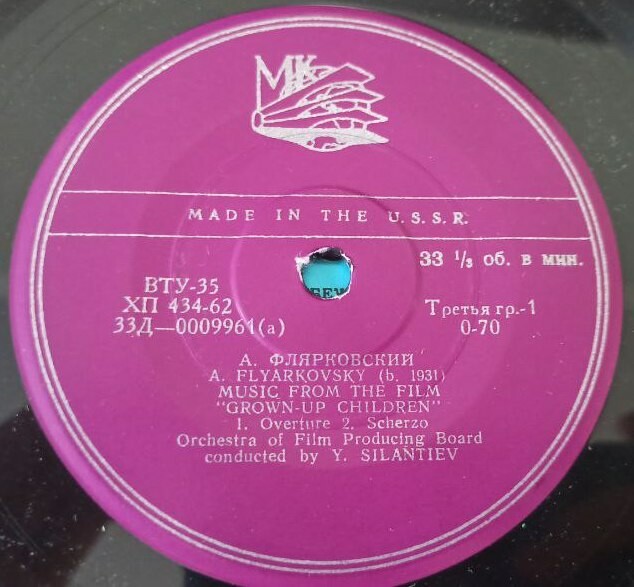 МК
MADE IN THE U.S.S.R.
33 1/3 об. в мин.
ВТУ-35
ХП 434-62
33Д—0009961(а)
Третья гр.-1
0-70
А. ФЛЯРКОВСКИЙ
A. FLYARKOVSKY (b. 1931)
MUSIC FROM THE FILM
"GROWN-UP CHILDREN"
1. Overture 2. Scherzo
Orchestra of Film Producing Board
conducted by Y. SILANTIEV